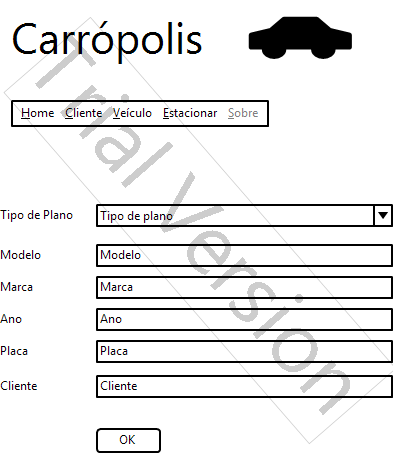 Carrópolis
Home Cliente Veículo Estacionar Sobre
Tipo de Plano Tipo de plano
Modelo Modelo
Marca Marca
Ano Ano
Placa Placa
Cliente Cliente
OK
Trial Version